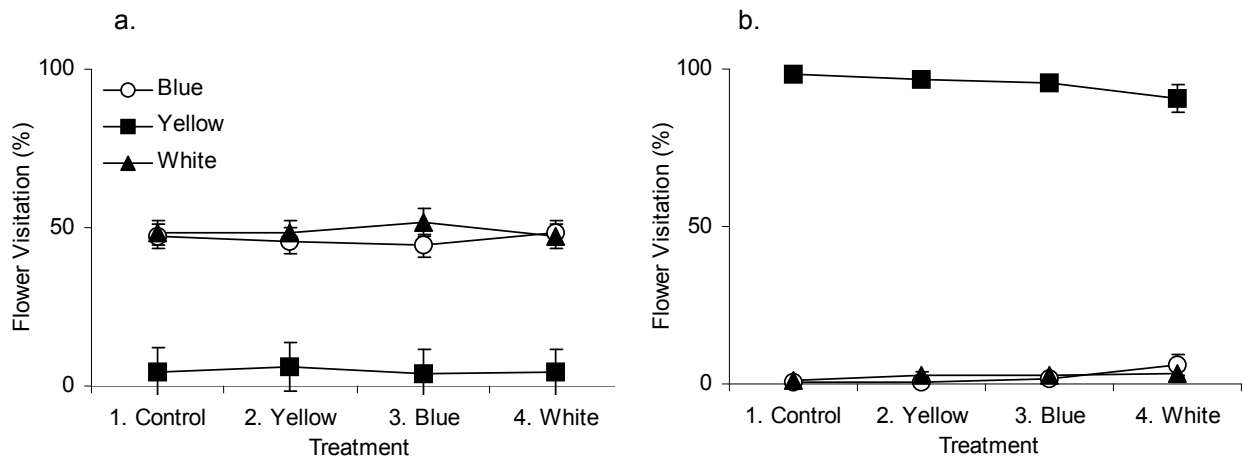 a.
Flower Visitation (%)
100
50
0
Blue
Yellow
White
1. Control 2. Yellow 3. Blue 4. White
Treatment
b.
Flower Visitation (%)
100
50
0
1. Control 2. Yellow 3. Blue 4. White
Treatment